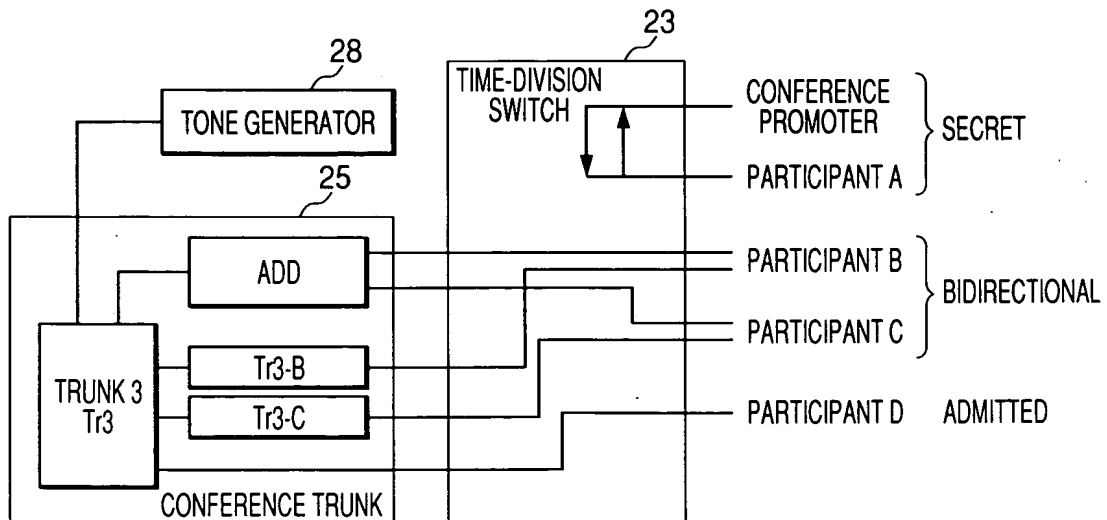 23
28
TIME-DIVISION
SWITCH
CONFERENCE
PROMOTER
SECRET
TONE GENERATOR
PARTICIPANT A
25
ADD
PARTICIPANT B
BIDIRECTIONAL
PARTICIPANT C
TRUNK 3
Tr3
Tr3-B
Tr3-C
PARTICIPANT D
ADMITTED
CONFERENCE TRUNK